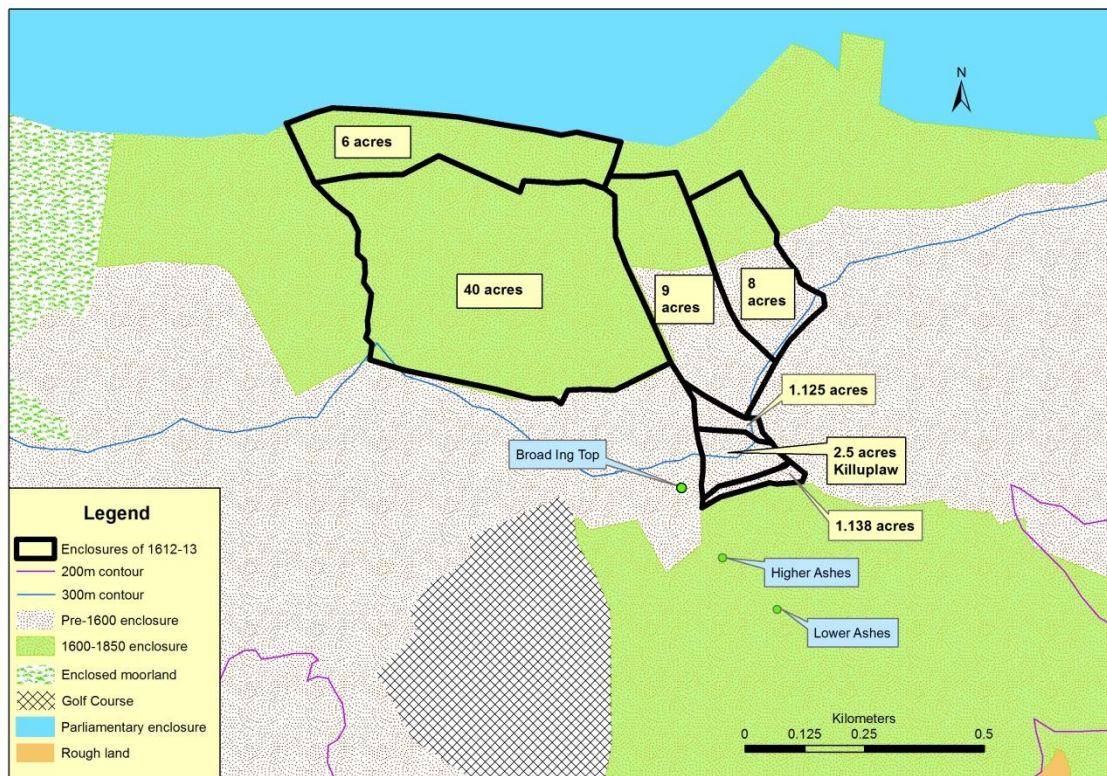 N
6 acres
40 acres
9
acres
8
acres
1.125 acres
Broad Ing Top
2.5 acres
Killuplaw
1.138 acres
Higher Ashes
Lower Ashes
Legend
Enclosures of 1612-13
200m contour
300m contour
Pre-1600 enclosure
1600-1850 enclosure
Enclosed moorland
Golf Course
Parliamentary enclosure
Rough land
Kilometers
0 0.125 0.25 0.5